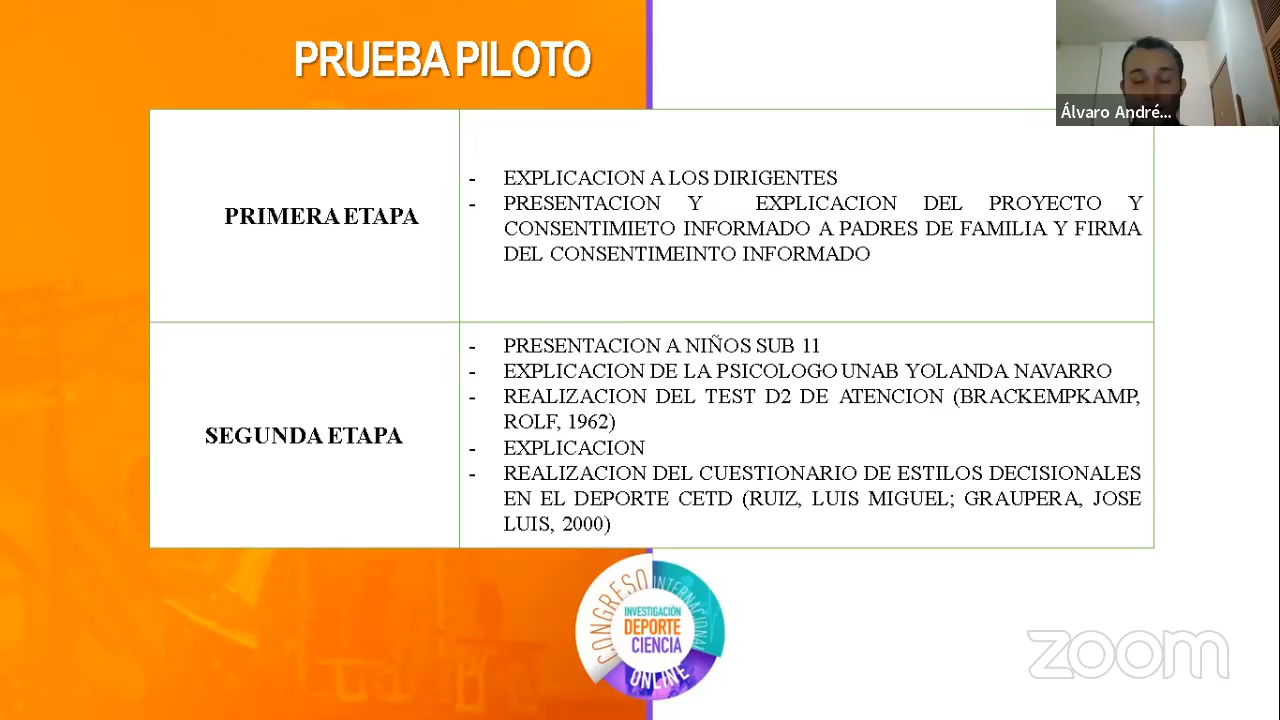 PRUEBA PILOTO
Álvaro André...
PRIMERA ETAPA
- EXPLICACION A LOS DIRIGENTES
- PRESENTACION Y EXPLICACION DEL PROYECTO Y
CONSENTIMIETO INFORMADO A PADRES DE FAMILIA Y FIRMA
DEL CONSENTIMEINTO INFORMADO
SEGUNDA ETAPA
- PRESENTACION A NIÑOS SUB 11
- EXPLICACION DE LA PSICOLOGO UNAB YOLANDA NAVARRO
- REALIZACION DEL TEST D2 DE ATENCION (BRACKEMPKAMP,
ROLF, 1962)
- EXPLICACION
- REALIZACION DEL CUESTIONARIO DE ESTILOS DECISIONALES
EN EL DEPORTE CETD (RUIZ, LUIS MIGUEL; GRAUPERA, JOSE
LUIS, 2000)
CONGRESO INTERNACIONAL
INVESTIGACIÓN
DEPORTE
CIENCIA
ONLINE
zoom